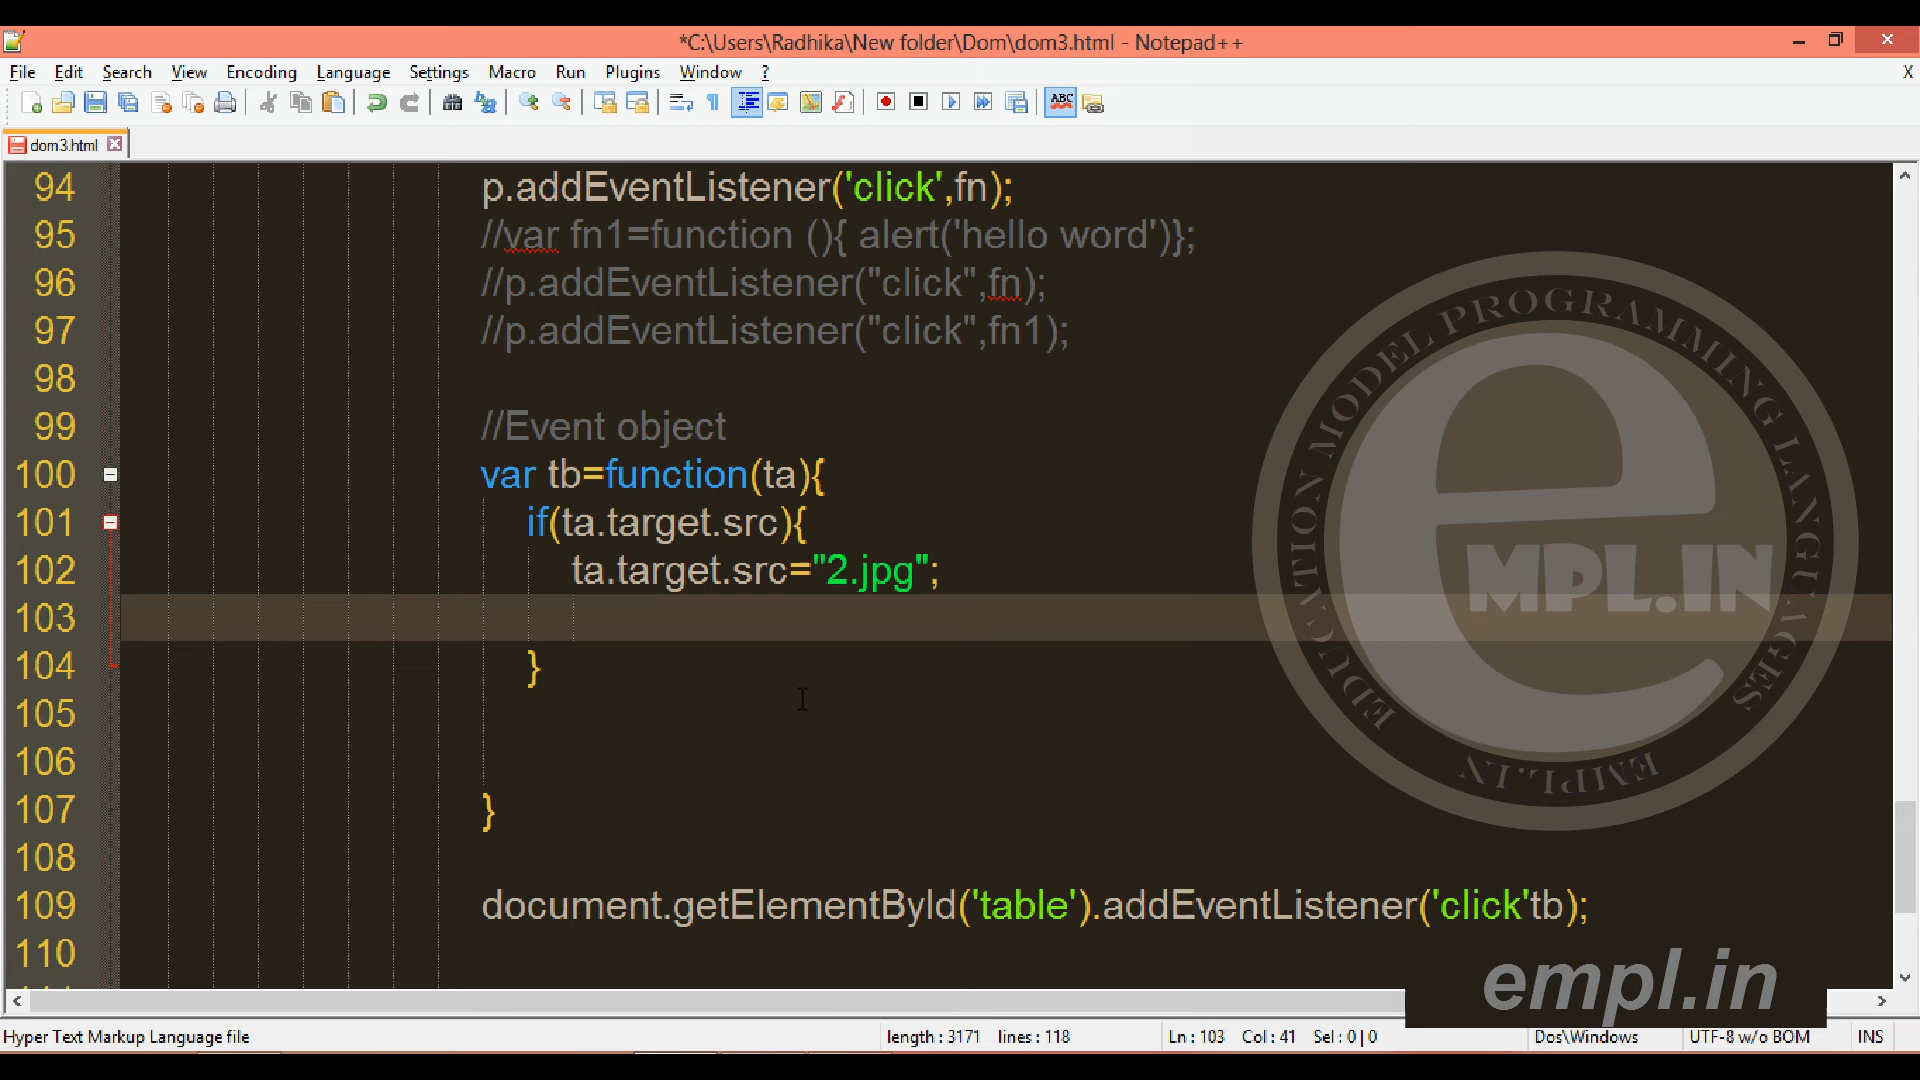 *C:\Users\Radhika\New folder\Dom\dom3.html - Notepad++
File Edit Search View Encoding Language Settings Macro Run Plugins Window ? X
dom3.html
94 p.addEventListener('click',fn);
95 //var fn1=function (){ alert('hello word')};
96 //p.addEventListener("click",fn);
97 //p.addEventListener("click",fn1);
98
99 //Event object
100 var tb=function(ta){
101 if(ta.target.src){
102 ta.target.src="2.jpg";
103
104 }
105
106
107 }
108
109 document.getElementById('table').addEventListener('click'tb);
110
EDUCATION MODEL PROGRAMMING LANGUAGES
eMPL.IN
EMPL.IN
empl.in
Hyper Text Markup Language file length : 3171 lines : 118 Ln : 103 Col : 41 Sel : 0 | 0 Dos\Windows UTF-8 w/o BOM INS